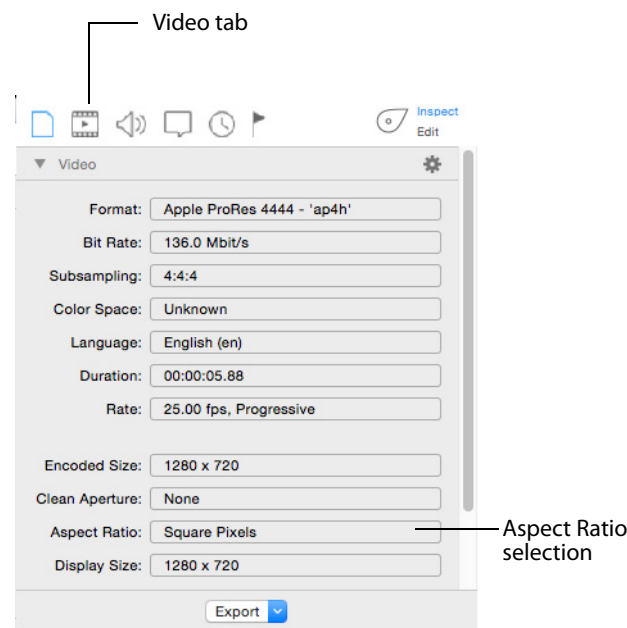 Video tab
Inspect
Edit
Video
Format: Apple ProRes 4444 - 'ap4h'
Bit Rate: 136.0 Mbit/s
Subsampling: 4:4:4
Color Space: Unknown
Language: English (en)
Duration: 00:00:05.88
Rate: 25.00 fps, Progressive
Encoded Size: 1280 x 720
Clean Aperture: None
Aspect Ratio: Square Pixels
Aspect Ratio
selection
Display Size: 1280 x 720
Export